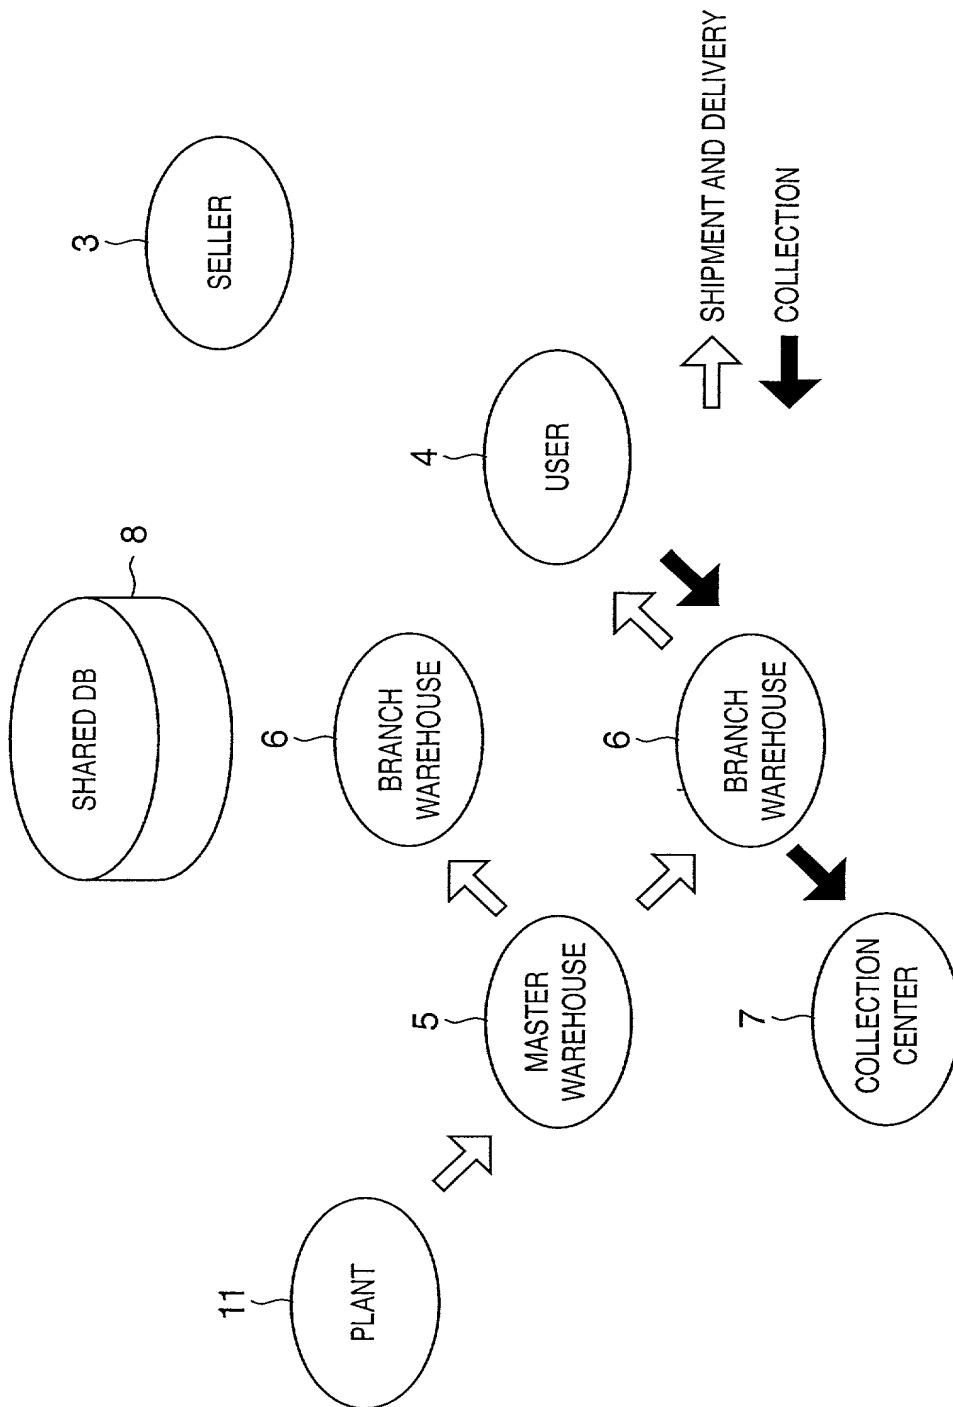 SHARED DB
8
3
SELLER
11
PLANT
6
BRANCH
WAREHOUSE
5
MASTER
WAREHOUSE
4
USER
6
BRANCH
WAREHOUSE
7
COLLECTION
CENTER
SHIPMENT AND DELIVERY
COLLECTION